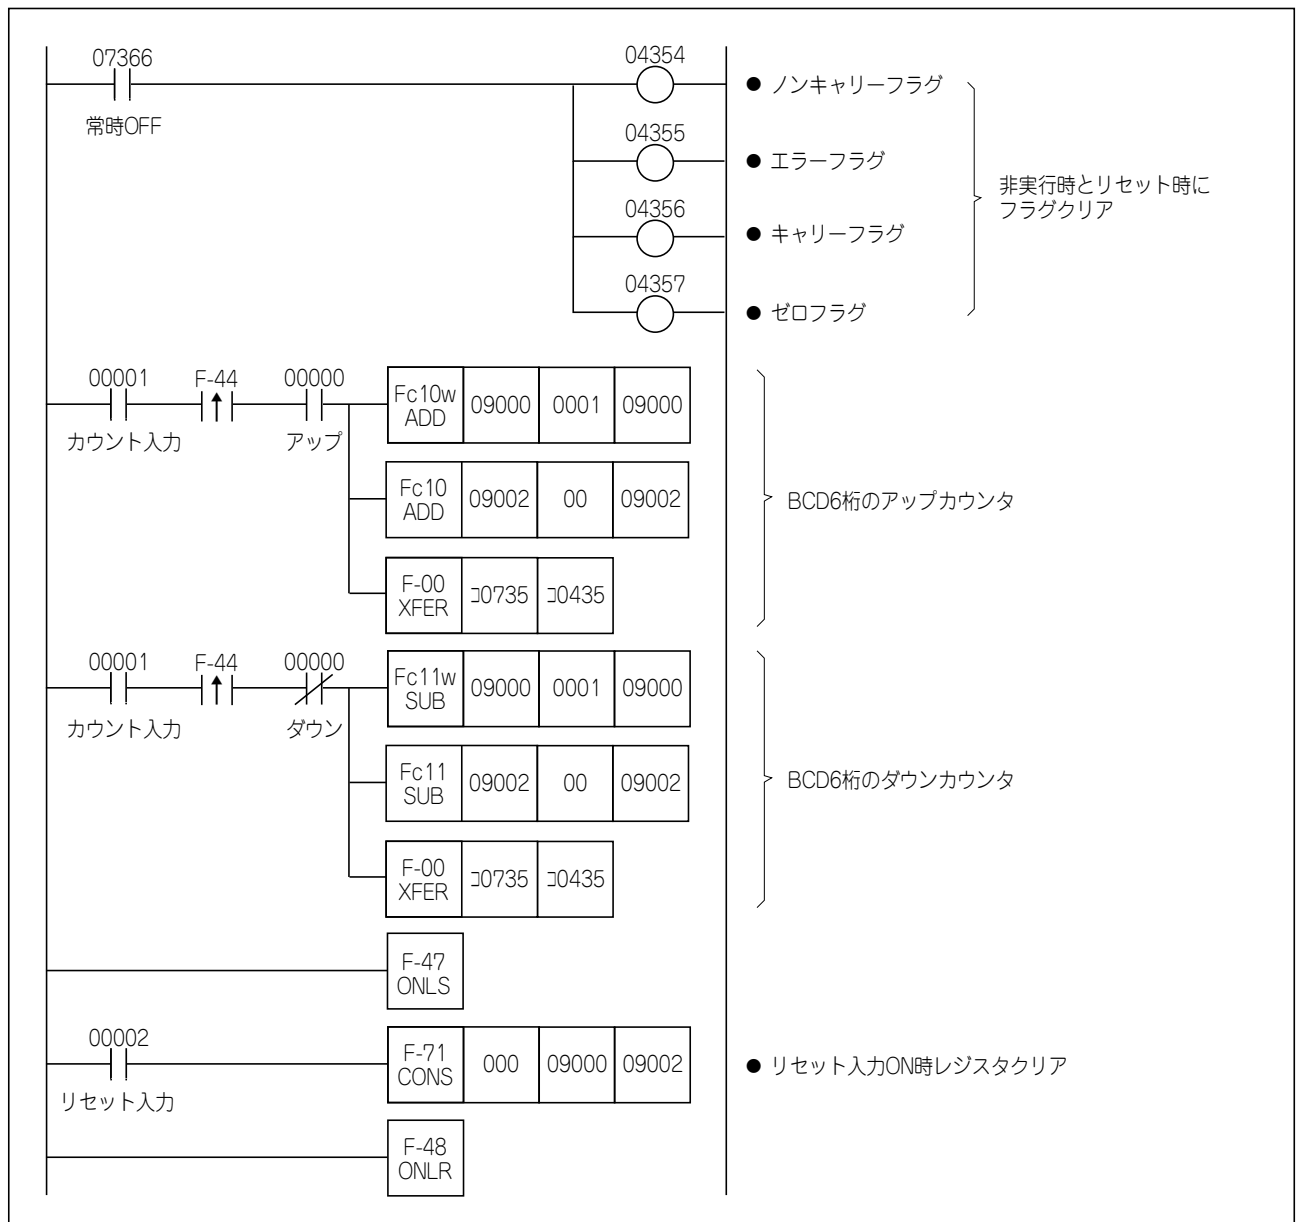 07366
常時OFF
04354
● ノンキャリーフラグ
04355
● エラーフラグ
04356
● キャリーフラグ
04357
● ゼロフラグ
非実行時とリセット時に
フラグクリア
00001
カウント入力
F-44
00000
アップ
Fc10w
ADD
09000
0001
09000
Fc10
ADD
09002
00
09002
F-00
XFER
コ0735
コ0435
BCD6桁のアップカウンタ
00001
カウント入力
F-44
00000
ダウン
Fc11w
SUB
09000
0001
09000
Fc11
SUB
09002
00
09002
F-00
XFER
コ0735
コ0435
BCD6桁のダウンカウンタ
F-47
ONLS
00002
リセット入力
F-71
CONS
000
09000
09002
● リセット入力ON時レジスタクリア
F-48
ONLR